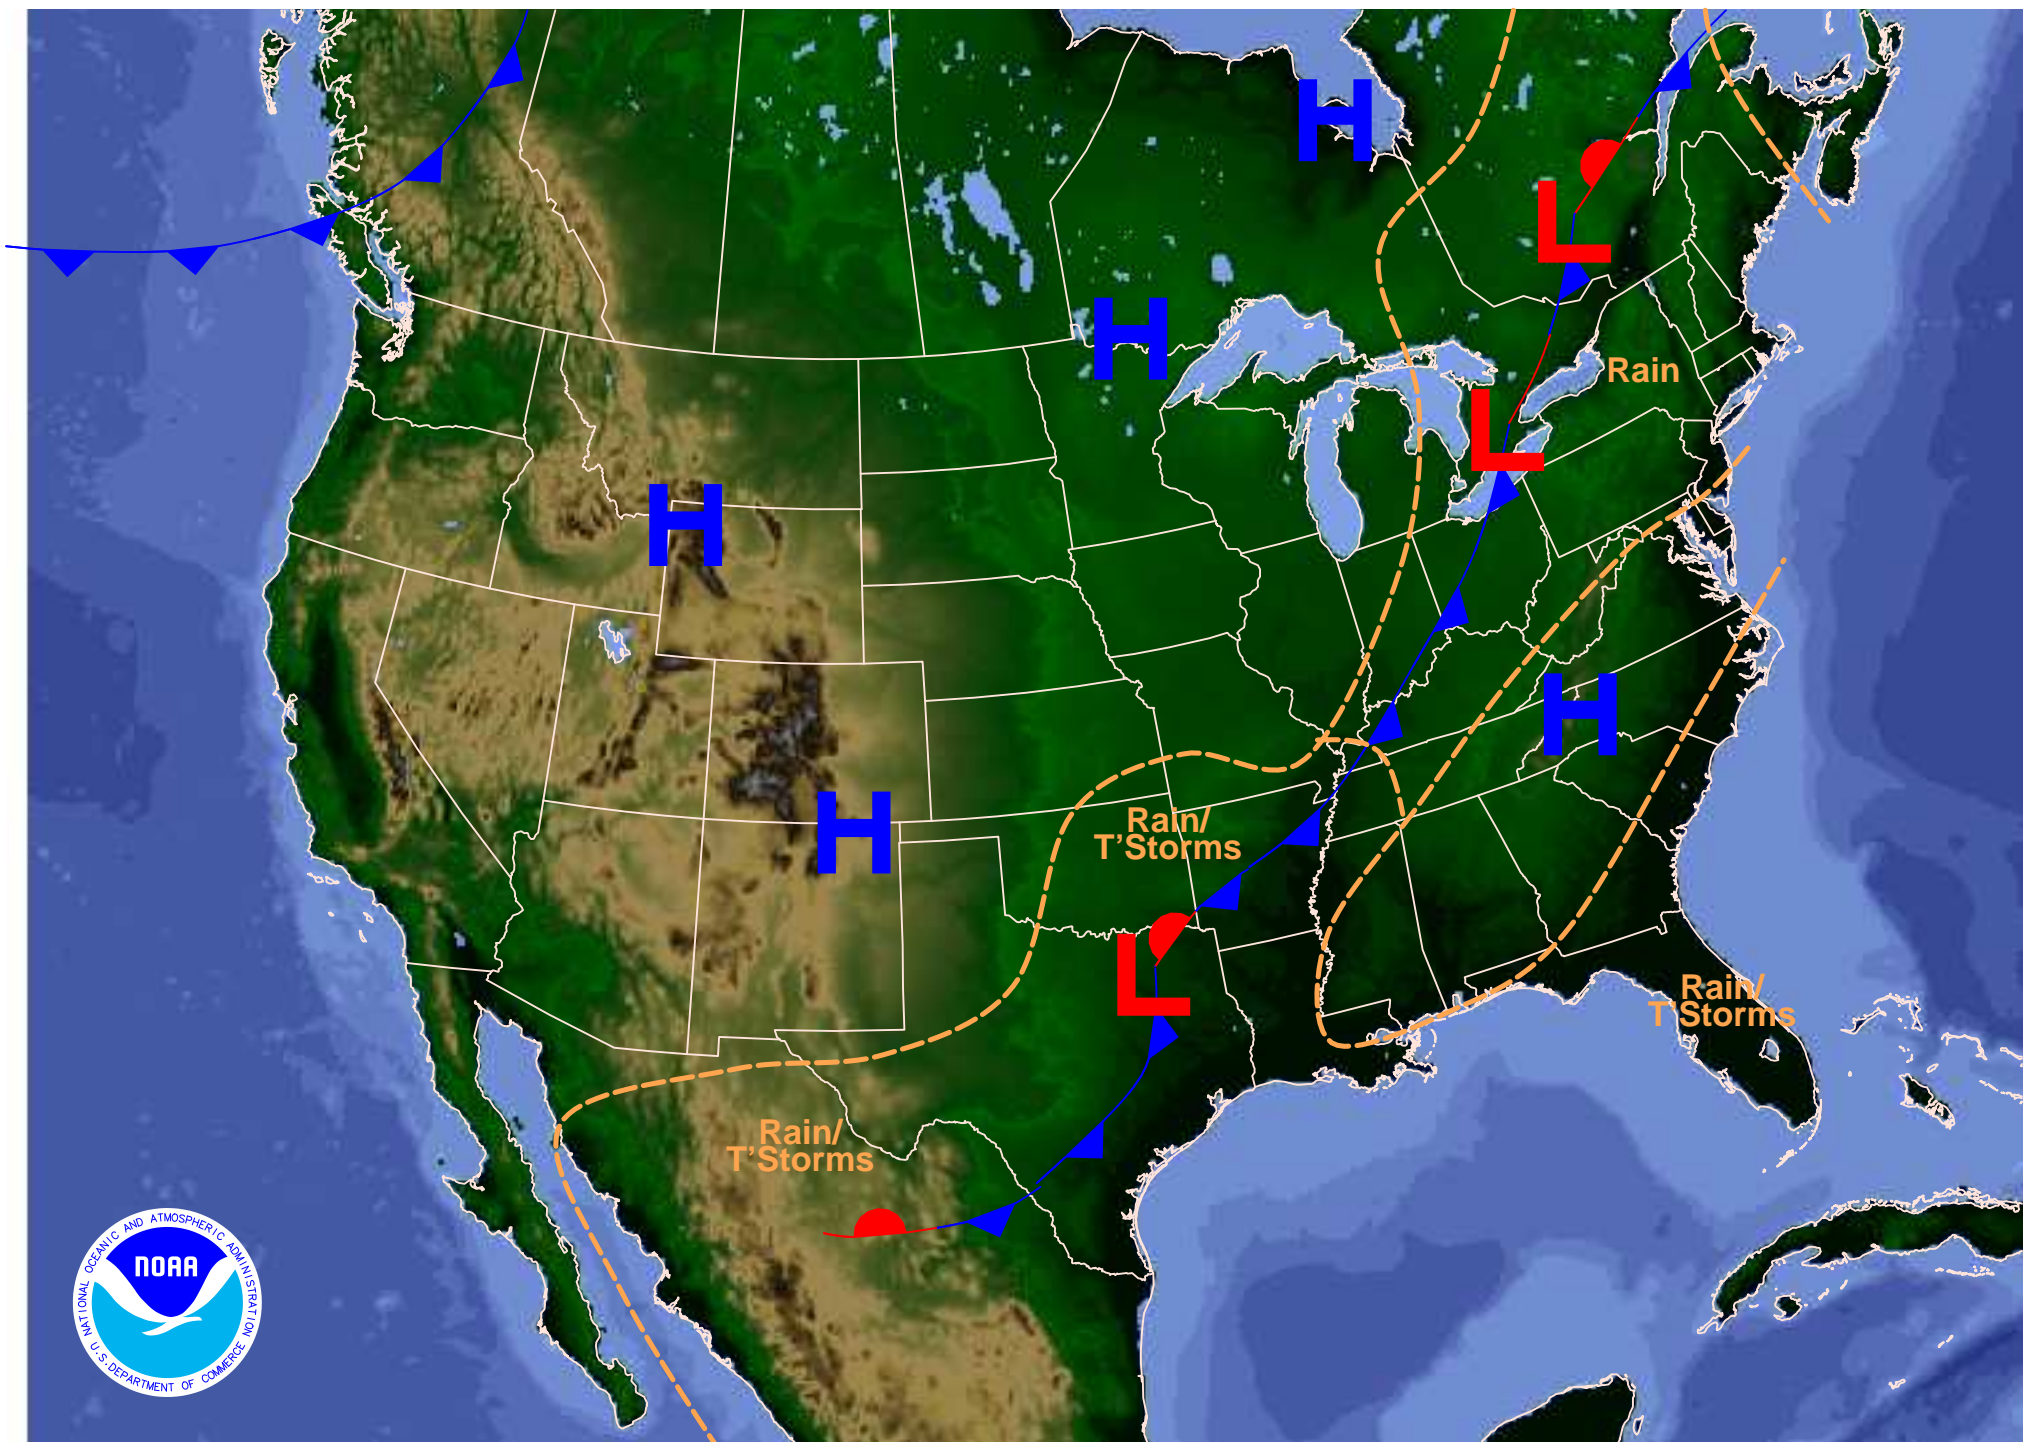 H
L
H
Rain
L
H
H
H
Rain/
T'Storms
L
Rain/
T'Storms
Rain/
T'Storms
NATIONAL OCEANIC AND ATMOSPHERIC ADMINISTRATION
NOAA
U.S. DEPARTMENT OF COMMERCE